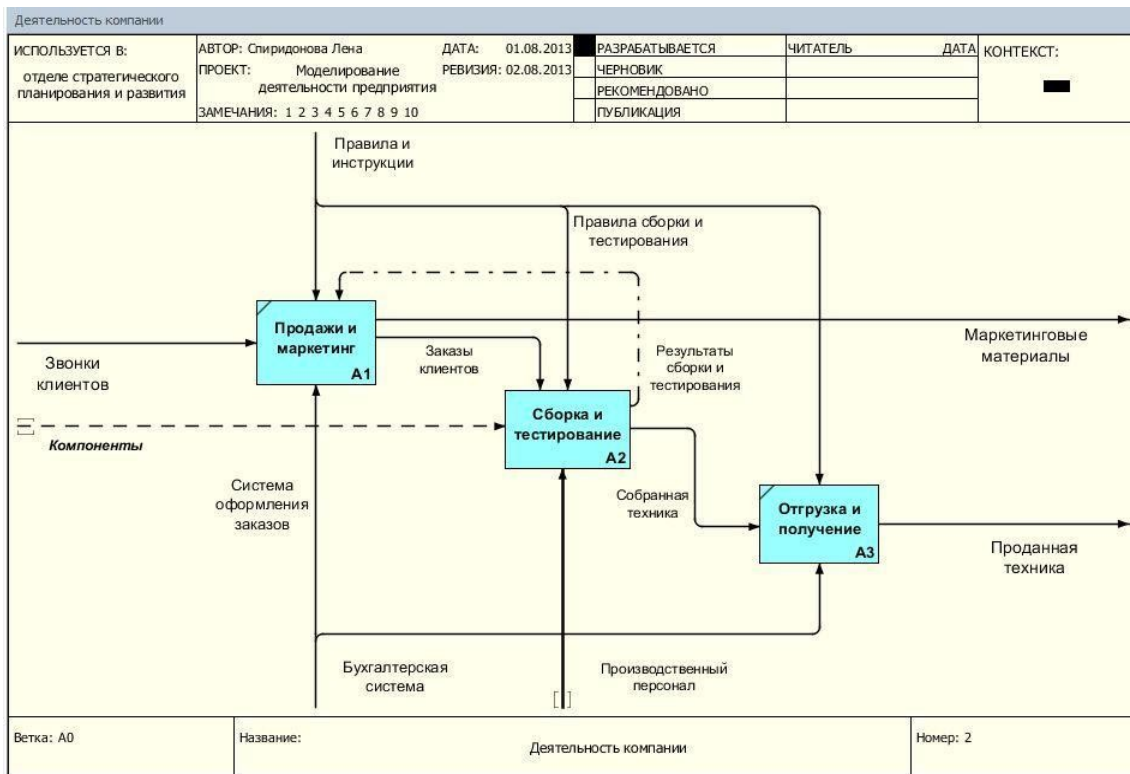 Деятельность компании
ИСПОЛЬЗУЕТСЯ В:
отделе стратегического
планирования и развития
АВТОР: Спиридонова Лена
ДАТА: 01.08.2013
ПРОЕКТ: Моделирование
деятельности предприятия
РЕВИЗИЯ: 02.08.2013
ЗАМЕЧАНИЯ: 1 2 3 4 5 6 7 8 9 10
РАЗРАБАТЫВАЕТСЯ
ЧЕРНОВИК
РЕКОМЕНДОВАНО
ПУБЛИКАЦИЯ
ЧИТАТЕЛЬ
ДАТА
КОНТЕКСТ:
Правила и
инструкции
Правила сборки и
тестирования
Продажи и
маркетинг
A1
Маркетинговые
материалы
Звонки
клиентов
Заказы
клиентов
Результаты
сборки и
тестирования
Сборка и
тестирование
A2
Компоненты
Система
оформления
заказов
Собранная
техника
Отгрузка и
получение
A3
Проданная
техника
Бухгалтерская
система
Производственный
персонал
Ветка: A0
Название:
Деятельность компании
Номер: 2